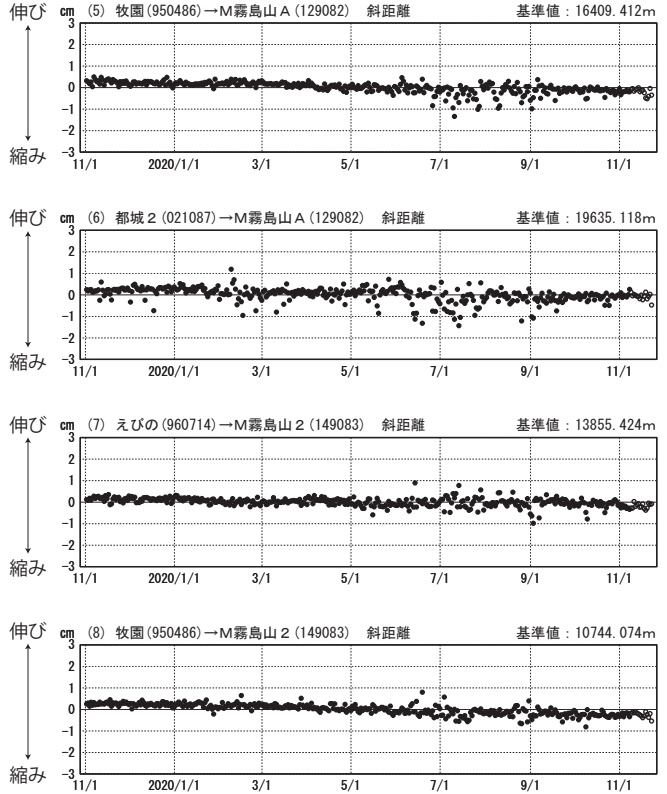 伸び cm (5) 牧園(950486)→M霧島山A(129082) 斜距離 基準値：16409.412m
3
2
1
0
-1
-2
縮み -3
11/1 2020/1/1 3/1 5/1 7/1 9/1 11/1
伸び cm (6) 都城2(021087)→M霧島山A(129082) 斜距離 基準値：19635.118m
3
2
1
0
-1
-2
縮み -3
11/1 2020/1/1 3/1 5/1 7/1 9/1 11/1
伸び cm (7) えびの(960714)→M霧島山2(149083) 斜距離 基準値：13855.424m
3
2
1
0
-1
-2
縮み -3
11/1 2020/1/1 3/1 5/1 7/1 9/1 11/1
伸び cm (8) 牧園(950486)→M霧島山2(149083) 斜距離 基準値：10744.074m
3
2
1
0
-1
-2
縮み -3
11/1 2020/1/1 3/1 5/1 7/1 9/1 11/1